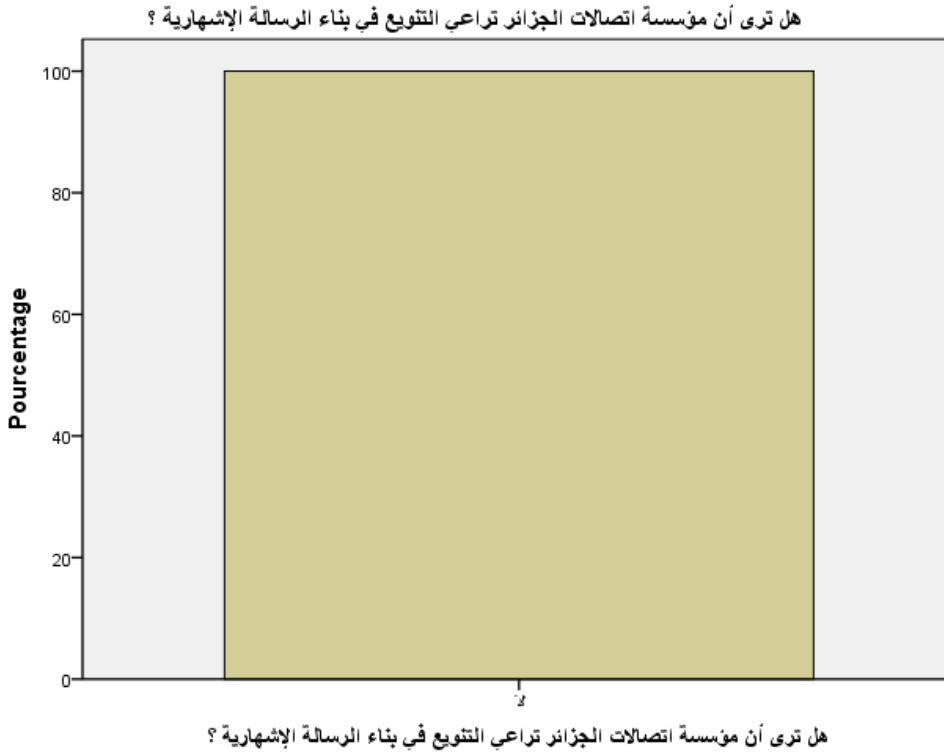 هل ترى أن مؤسسة اتصالات الجزائر تراعي التنويع في بناء الرسالة الإشهارية ؟
100
80
60
40
20
0
Pourcentage
لا
هل ترى أن مؤسسة اتصالات الجزائر تراعي التنويع في بناء الرسالة الإشهارية ؟